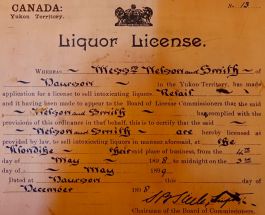 CANADA:
Yukon Territory.
No. 13
Liquor License.
WHEREAS Messrs Nelson and Smith of
Dawson in the Yukon Territory, has made
application for a license to sell intoxicating liquors Retail
and it having been made to appear to the Board of License Commissioners that the said
Nelson and Smith has complied with the
provisions of this ordinance in that behalf, this is to certify that the said
Nelson and Smith are hereby licensed as
provided by law, to sell intoxicating liquors in manner aforesaid, at the
Klondike their said place of business, from the 4th
day of May 1898, to midnight on the 3rd
day of May 1899.
Dated at Dawson this day of
December 1898
Chairman of the Board of Commissioners.